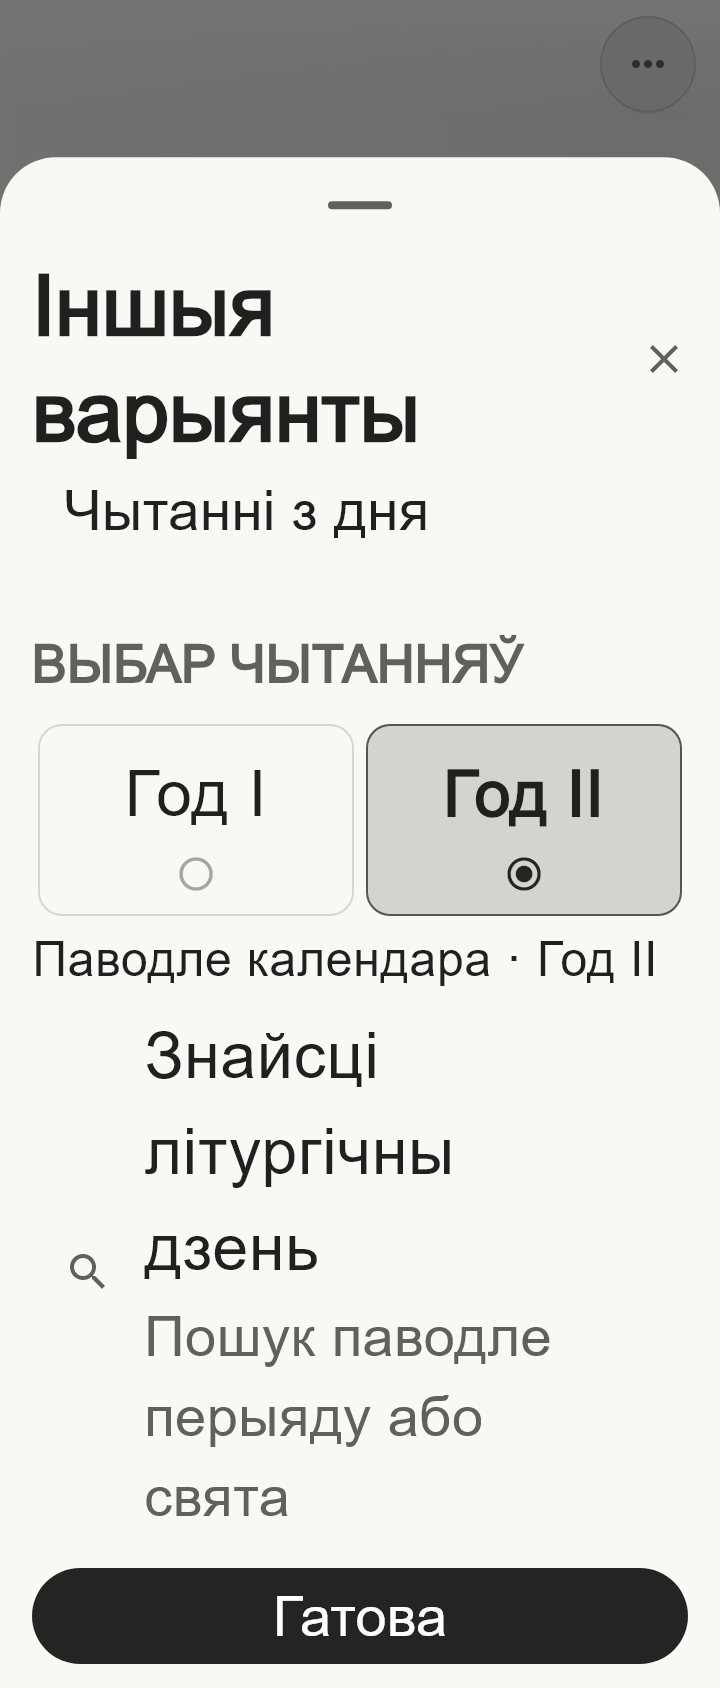 Іншыя
варыянты
Чытанні з дня
ВЫБАР ЧЫТАННЯЎ
Год I
Год II
Паводле календара · Год II
Знайсці
літургічны
дзень
Пошук паводле
перыяду або
свята
Гатова